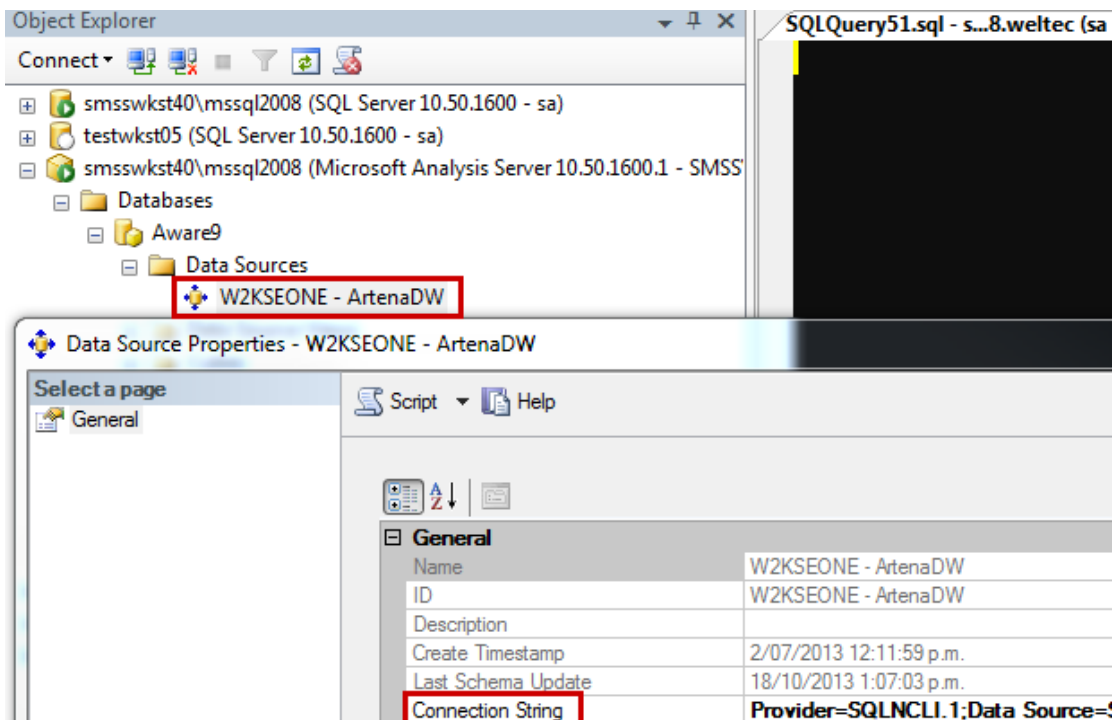 Object Explorer
SQLQuery51.sql - s...8.weltec (sa
Connect
smsswkst40\mssql2008 (SQL Server 10.50.1600 - sa)
testwkst05 (SQL Server 10.50.1600 - sa)
smsswkst40\mssql2008 (Microsoft Analysis Server 10.50.1600.1 - SMSS
Databases
Aware9
Data Sources
W2KSEONE - ArtenaDW
Data Source Properties - W2KSEONE - ArtenaDW
Select a page
General
Script Help
General
Name W2KSEONE - ArtenaDW
ID W2KSEONE - ArtenaDW
Description
Create Timestamp 2/07/2013 12:11:59 p.m.
Last Schema Update 18/10/2013 1:07:03 p.m.
Connection String Provider=SQLNCLI.1;Data Source=